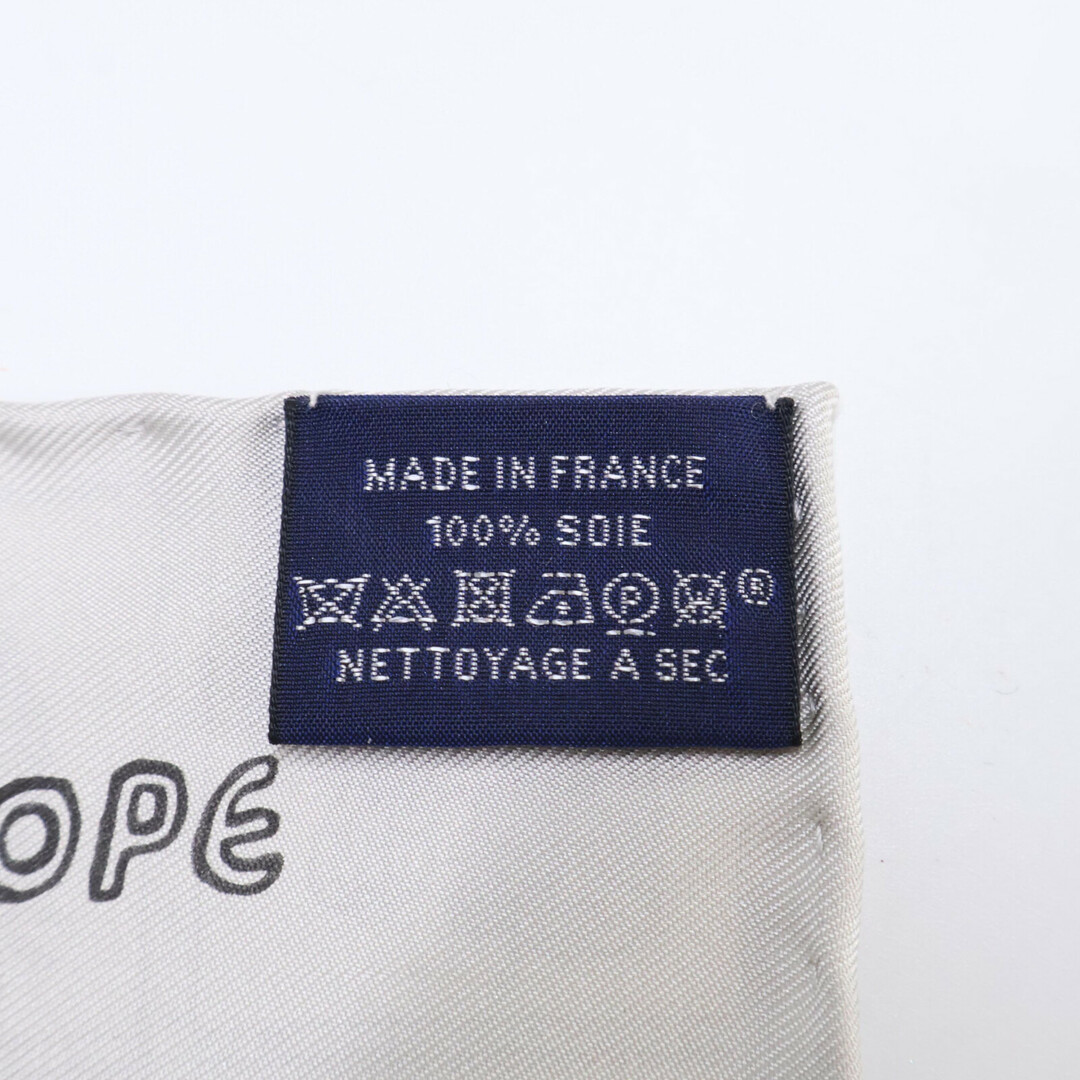 MADE IN FRANCE
100% SOIE
P W ®
NETTOYAGE A SEC
OPE